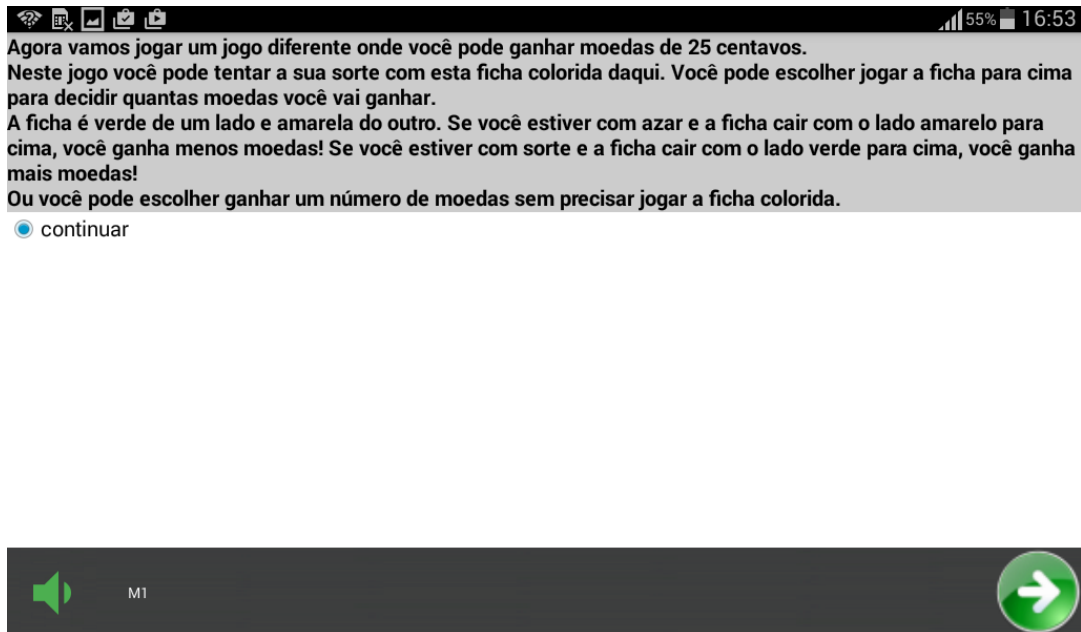 55% 16:53
Agora vamos jogar um jogo diferente onde você pode ganhar moedas de 25 centavos.
Neste jogo você pode tentar a sua sorte com esta ficha colorida daqui. Você pode escolher jogar a ficha para cima
para decidir quantas moedas você vai ganhar.
A ficha é verde de um lado e amarela do outro. Se você estiver com azar e a ficha cair com o lado amarelo para
cima, você ganha menos moedas! Se você estiver com sorte e a ficha cair com o lado verde para cima, você ganha
mais moedas!
Ou você pode escolher ganhar um número de moedas sem precisar jogar a ficha colorida.
continuar
M1